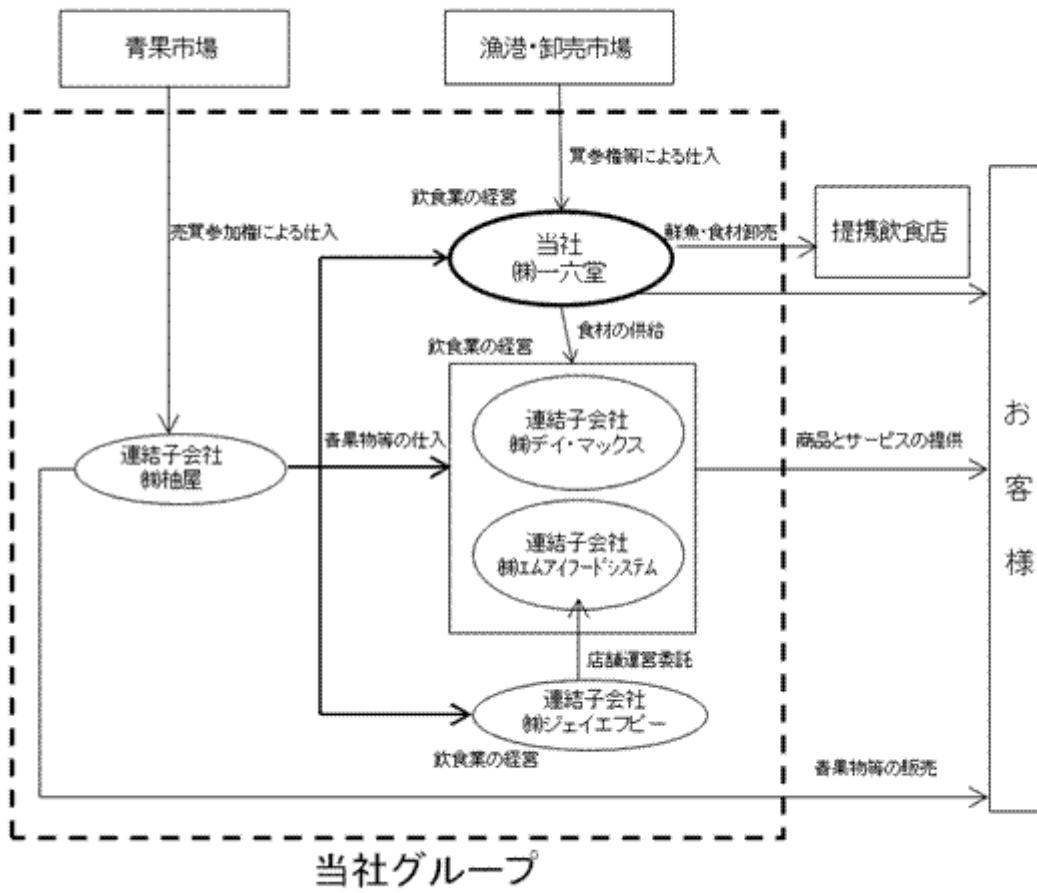 青果市場
漁港・卸売市場
買参権等による仕入
飲食業の経営
売買参加権による仕入
当社
㈱一六堂
鮮魚・食材卸売
提携飲食店
食材の供給
飲食業の経営
連結子会社
㈱デイ・マックス
青果物等の仕入
連結子会社
㈱柚屋
商品とサービスの提供
お客様
連結子会社
㈱エムアイフードシステム
店舗運営委託
連結子会社
㈱ジェイエフビー
飲食業の経営
青果物等の販売
当社グループ